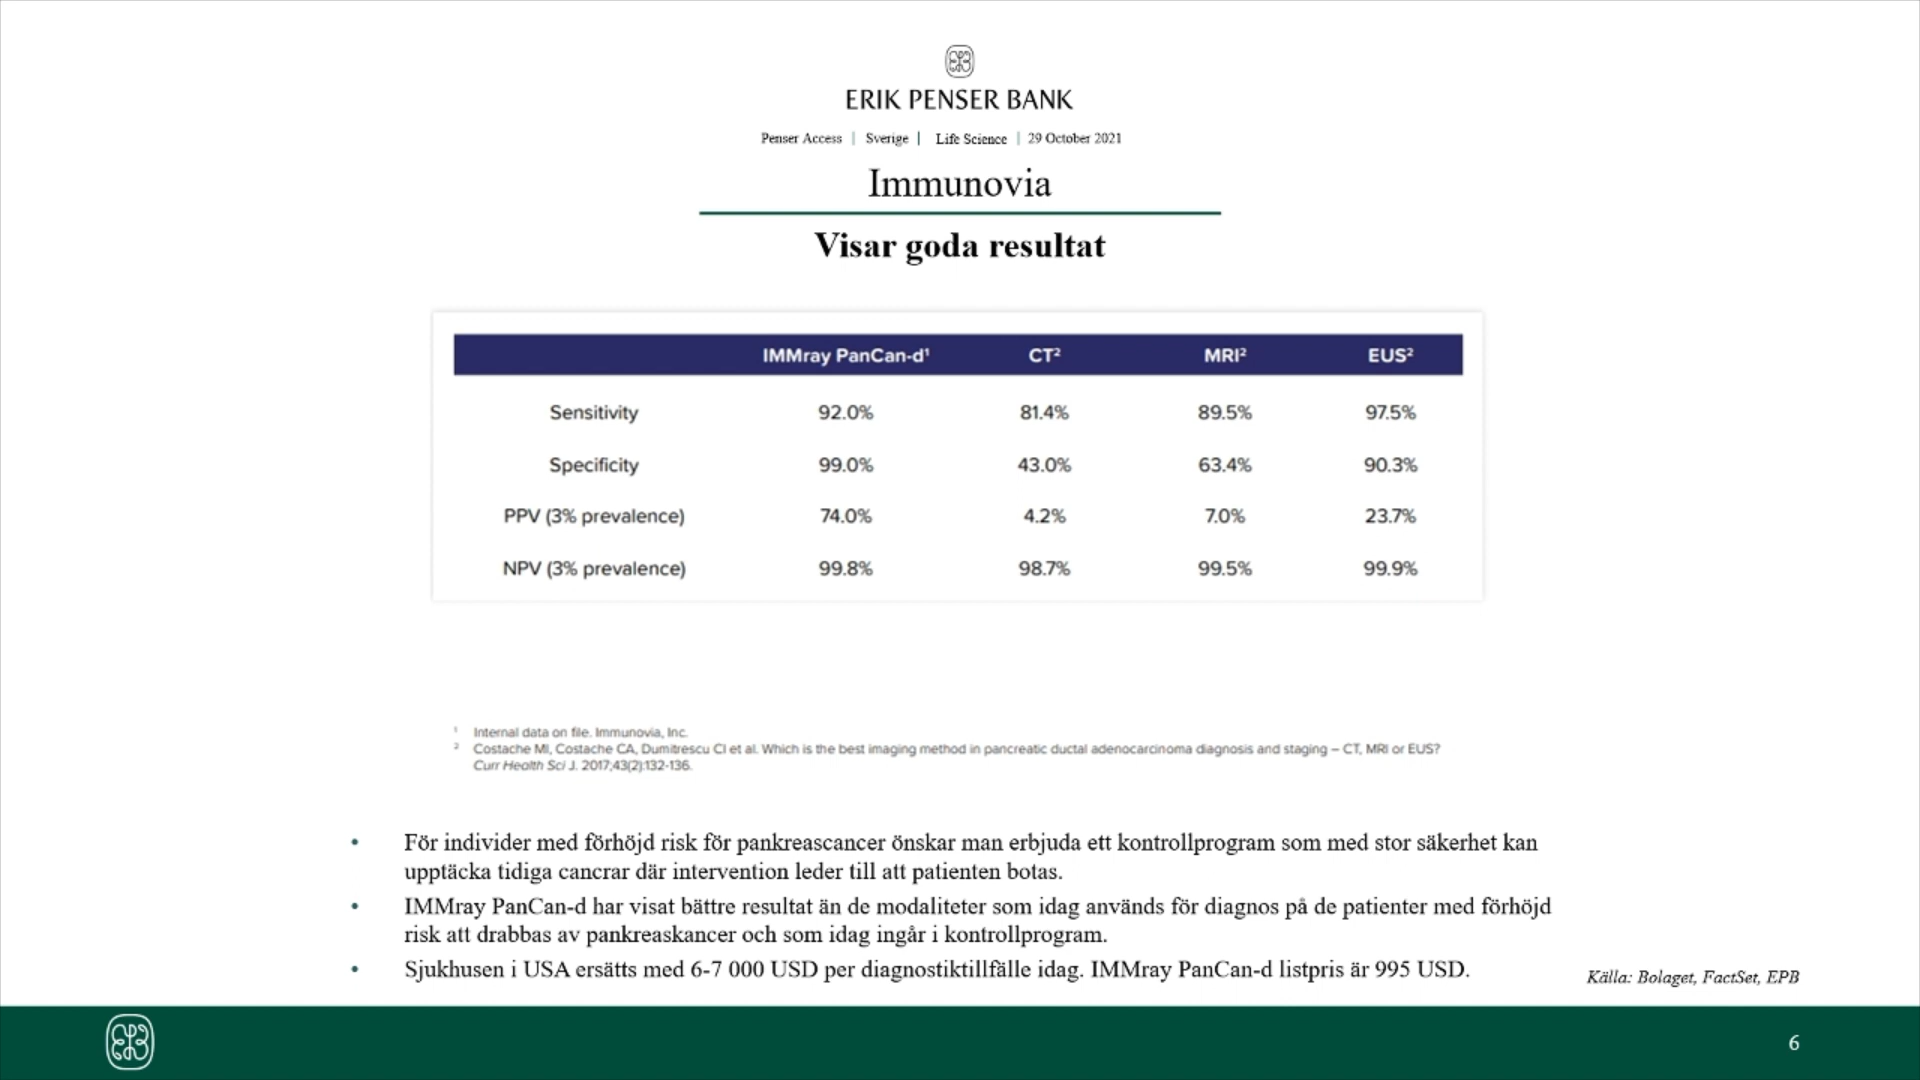 ERIK PENSER BANK
Penser Access | Sverige | Life Science | 29 October 2021
Immunovia
Visar goda resultat
IMMray PanCan-d¹ CT² MRI² EUS²
Sensitivity 92.0% 81.4% 89.5% 97.5%
Specificity 99.0% 43.0% 63.4% 90.3%
PPV (3% prevalence) 74.0% 4.2% 7.0% 23.7%
NPV (3% prevalence) 99.8% 98.7% 99.5% 99.9%
¹ Internal data on file. Immunovia, Inc.
² Costache MI, Costache CA, Dumitrescu CI et al. Which is the best imaging method in pancreatic ductal adenocarcinoma diagnosis and staging – CT, MRI or EUS?
Curr Health Sci J. 2017;43(2):132-136.
• För individer med förhöjd risk för pankreascancer önskar man erbjuda ett kontrollprogram som med stor säkerhet kan
upptäcka tidiga cancrar där intervention leder till att patienten botas.
• IMMray PanCan-d har visat bättre resultat än de modaliteter som idag används för diagnos på de patienter med förhöjd
risk att drabbas av pankreaskancer och som idag ingår i kontrollprogram.
• Sjukhusen i USA ersätts med 6-7 000 USD per diagnostiktillfälle idag. IMMray PanCan-d listpris är 995 USD.
Källa: Bolaget, FactSet, EPB
6